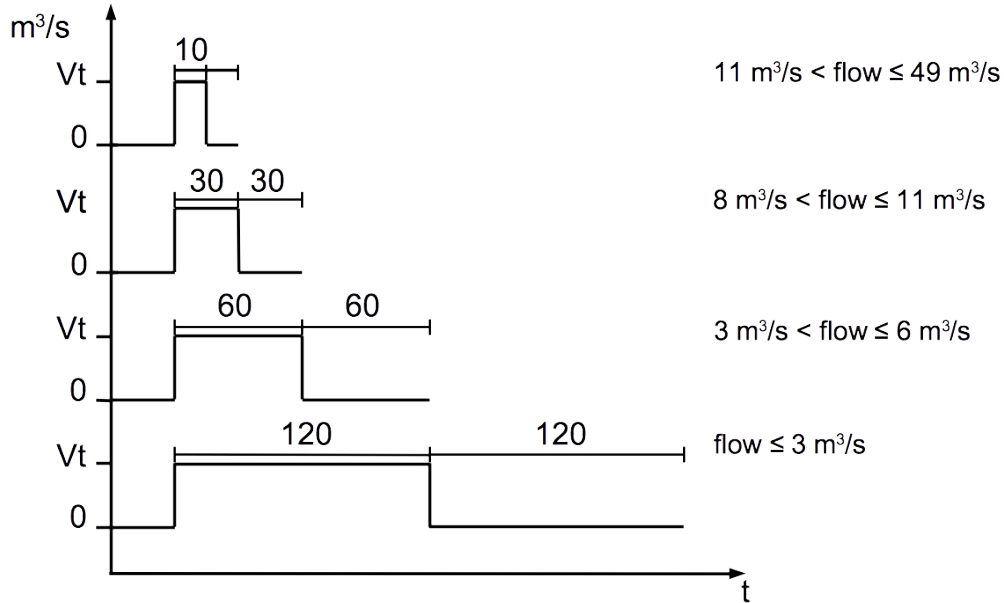 m³/s
10
Vt
11 m³/s < flow ≤ 49 m³/s
0
30 30
Vt
8 m³/s < flow ≤ 11 m³/s
0
60 60
Vt
3 m³/s < flow ≤ 6 m³/s
0
120 120
Vt
flow ≤ 3 m³/s
0
t